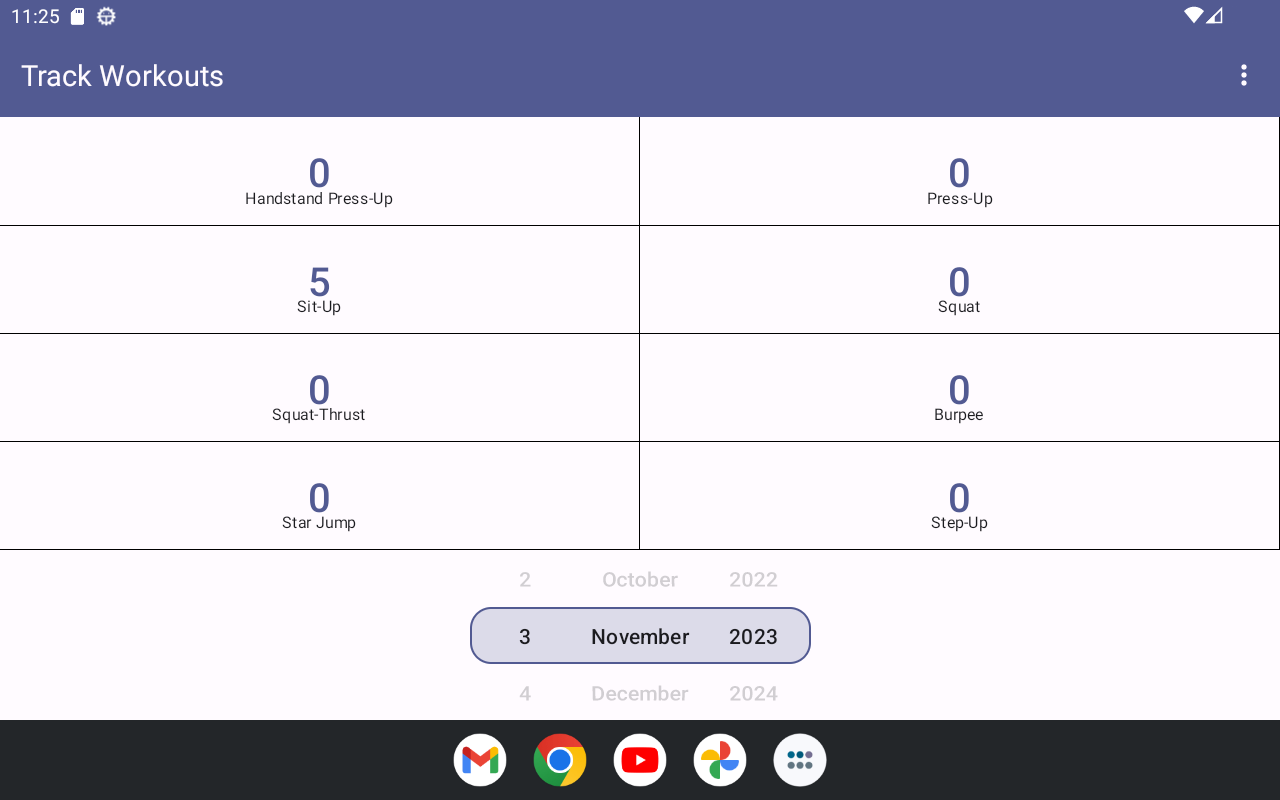 11:25
Track Workouts
0
Handstand Press-Up
0
Press-Up
5
Sit-Up
0
Squat
0
Squat-Thrust
0
Burpee
0
Star Jump
0
Step-Up
2 October 2022
3 November 2023
4 December 2024